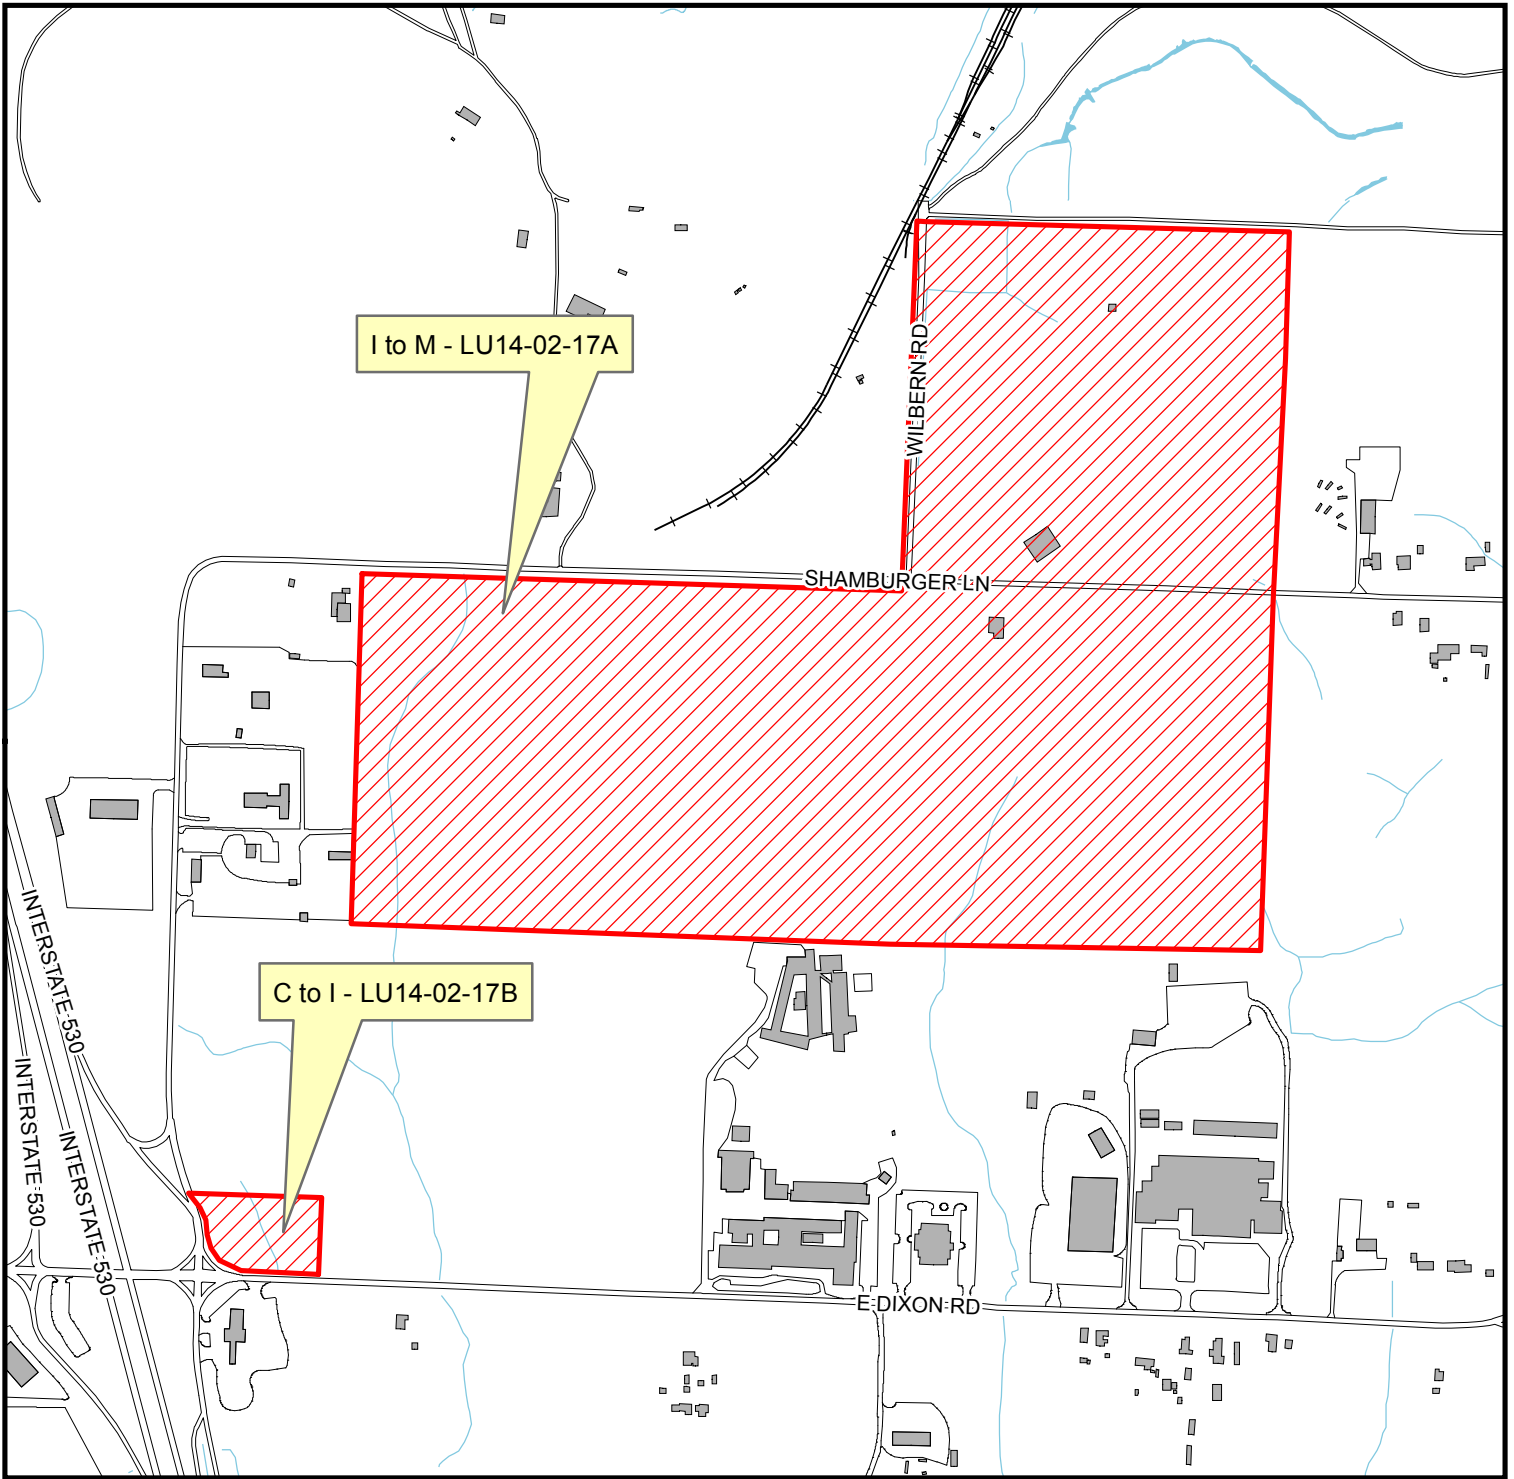 I to M - LU14-02-17A
WILBERN RD
SHAMBURGER LN
INTERSTATE 530
C to I - LU14-02-17B
INTERSTATE 530
INTERSTATE 530
E DIXON RD